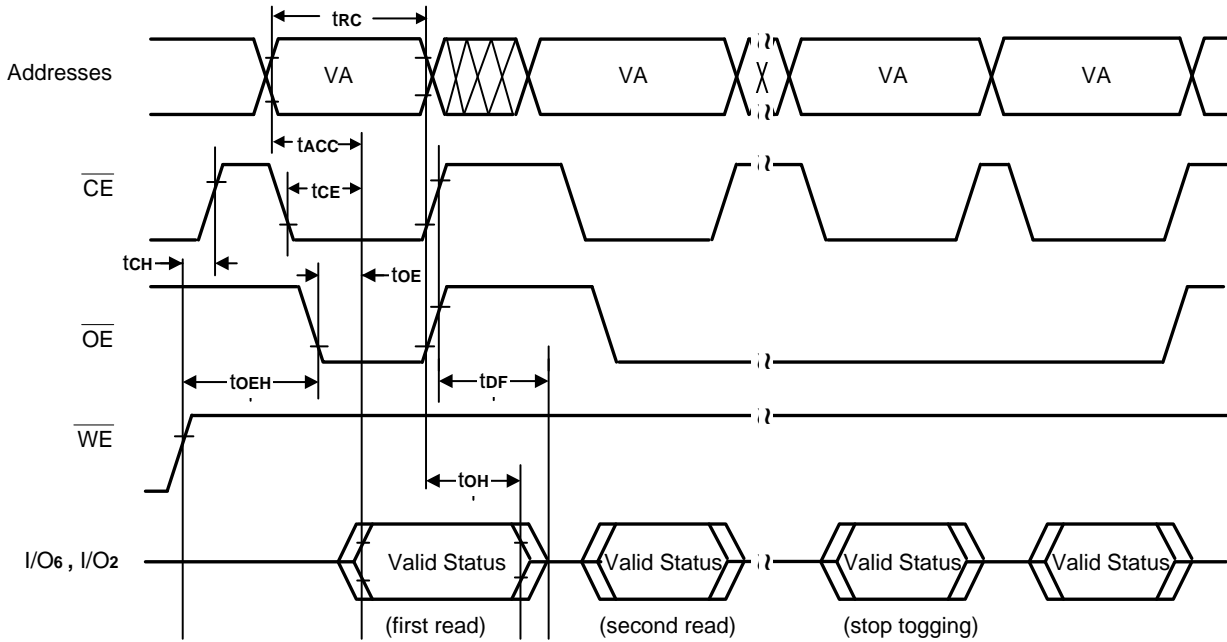 tRC
Addresses VA VA VA VA
tACC
CE tCE
tCH tOE
OE
tOEH tDF
WE
tOH
I/O6 , I/O2 Valid Status Valid Status Valid Status Valid Status
(first read) (second read) (stop togging)